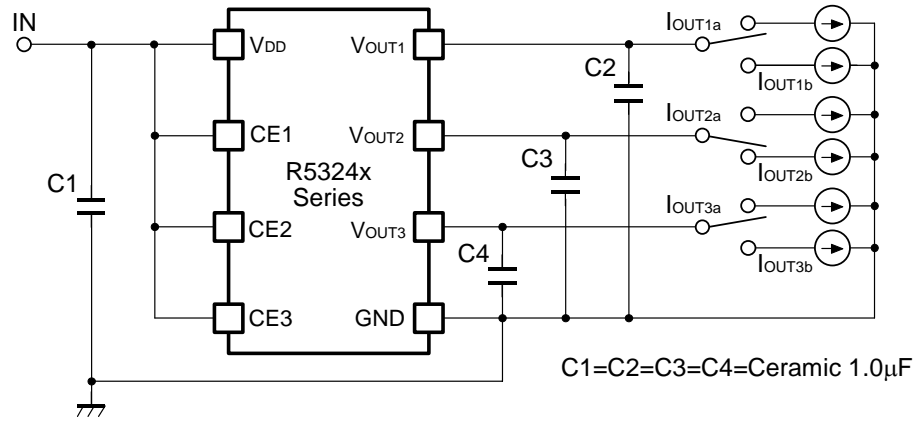 IN
VDD
VOUT1
IOUT1a
C2
IOUT1b
IOUT2a
CE1
VOUT2
R5324x
Series
C3
IOUT2b
C1
IOUT3a
CE2
VOUT3
C4
IOUT3b
CE3
GND
C1=C2=C3=C4=Ceramic 1.0μF